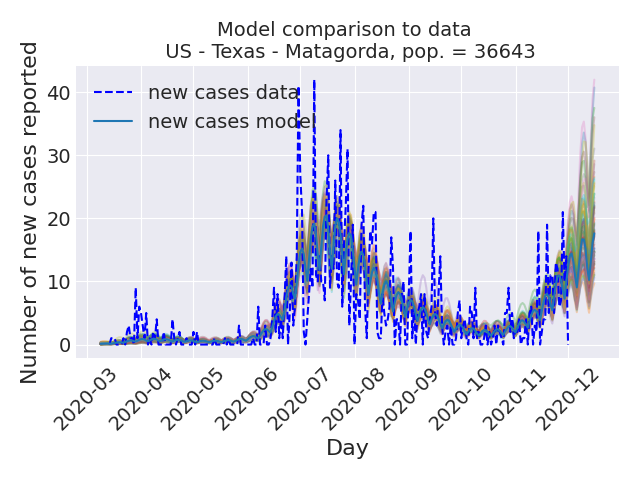 Model comparison to data
US - Texas - Matagorda, pop. = 36643
Number of new cases reported
40
30
20
10
0
new cases data
new cases model
2020-03
2020-04
2020-05
2020-06
2020-07
2020-08
2020-09
2020-10
2020-11
2020-12
Day